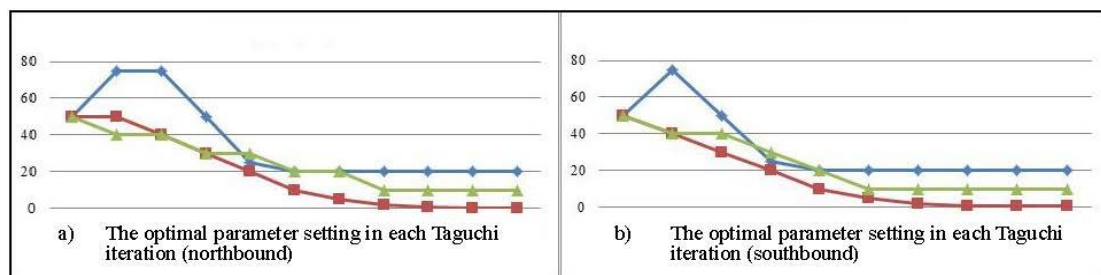 80
60
40
20
0
a) The optimal parameter setting in each Taguchi
iteration (northbound)
80
60
40
20
0
b) The optimal parameter setting in each Taguchi
iteration (southbound)